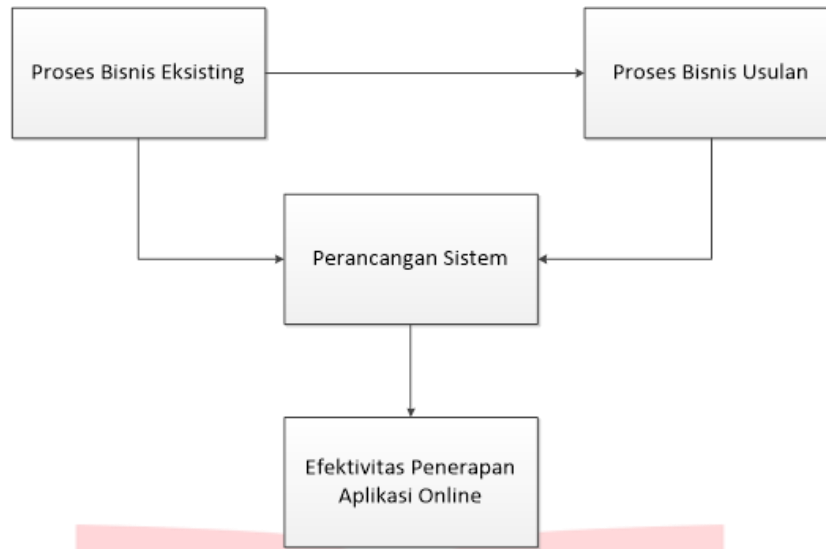 Proses Bisnis Eksisting
Proses Bisnis Usulan
Perancangan Sistem
Efektivitas Penerapan
Aplikasi Online